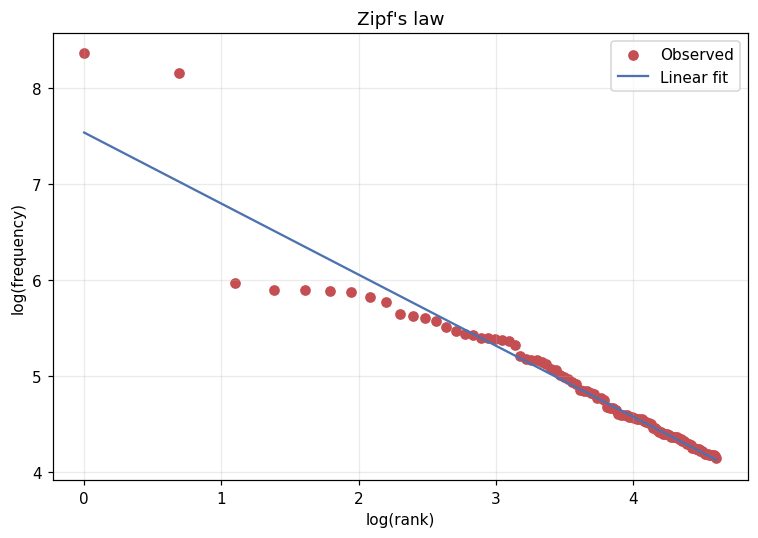 Zipf's law
Observed
Linear fit
8
7
6
5
4
log(frequency)
0 1 2 3 4
log(rank)